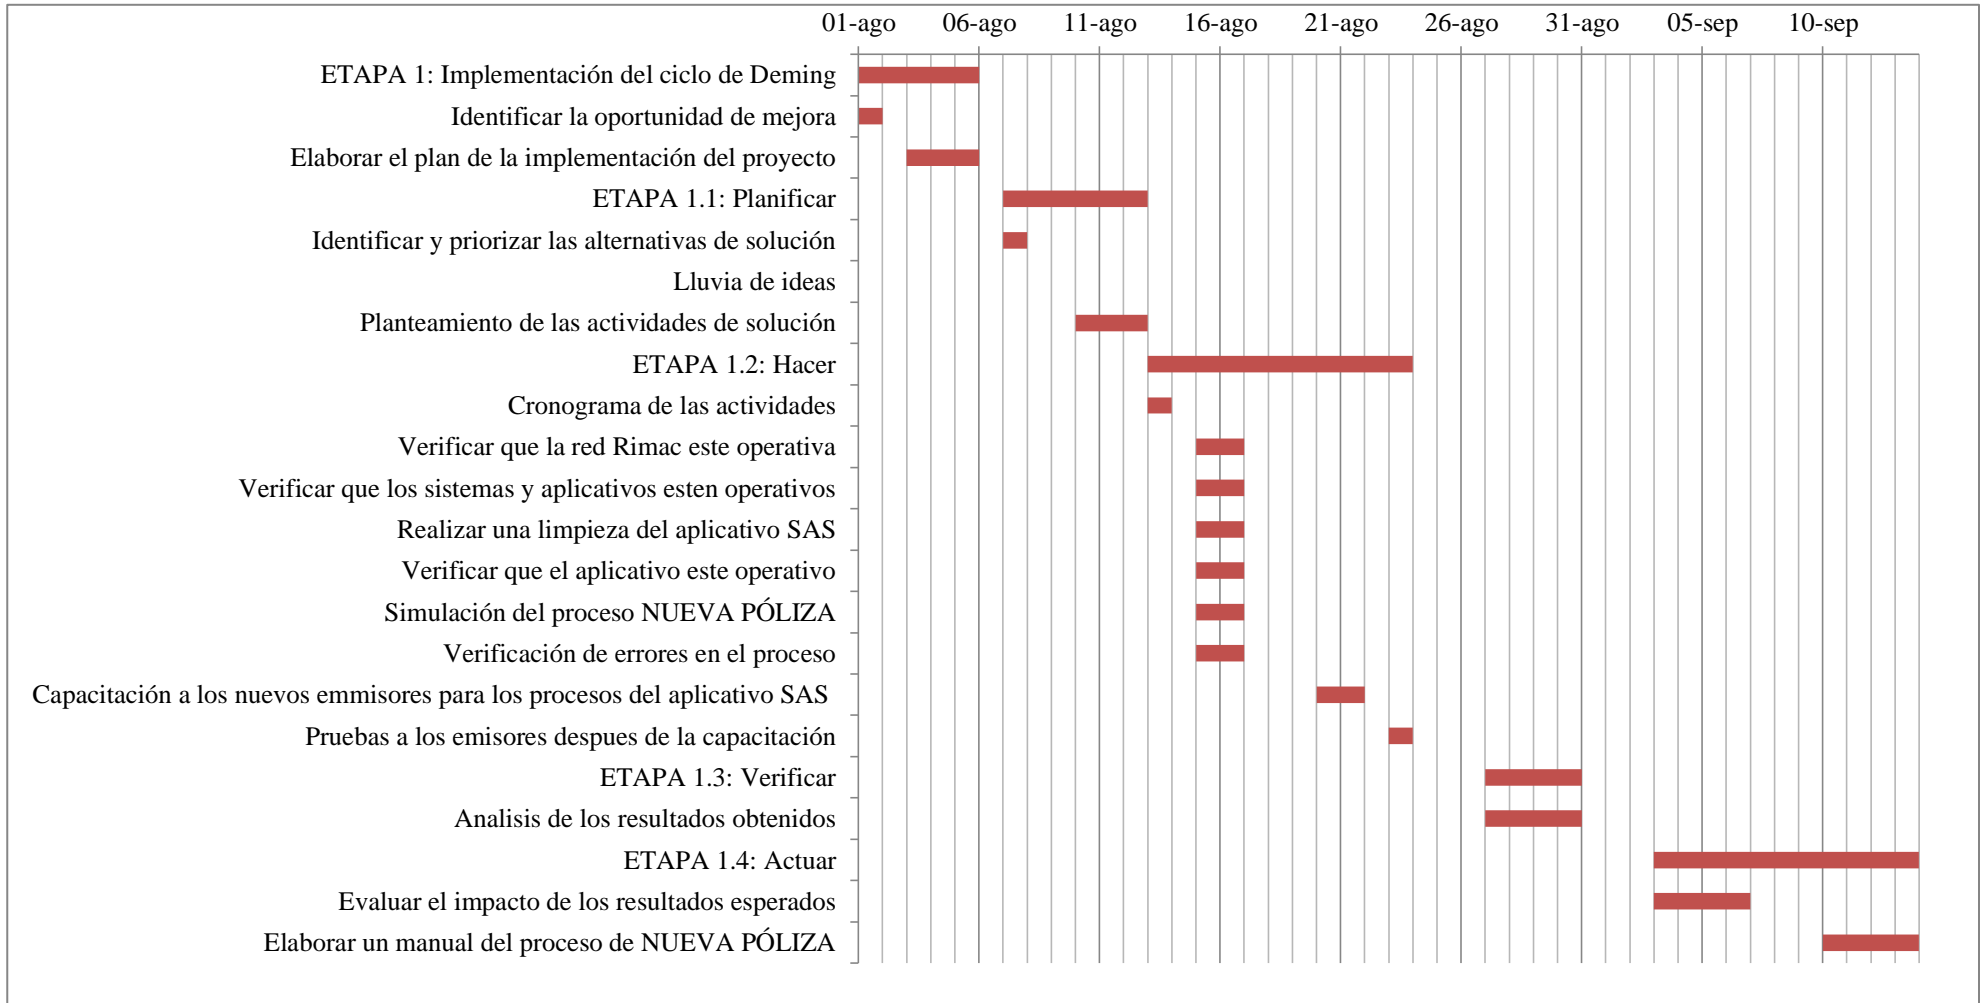 01-ago 06-ago 11-ago 16-ago 21-ago 26-ago 31-ago 05-sep 10-sep
ETAPA 1: Implementación del ciclo de Deming
Identificar la oportunidad de mejora
Elaborar el plan de la implementación del proyecto
ETAPA 1.1: Planificar
Identificar y priorizar las alternativas de solución
Lluvia de ideas
Planteamiento de las actividades de solución
ETAPA 1.2: Hacer
Cronograma de las actividades
Verificar que la red Rimac este operativa
Verificar que los sistemas y aplicativos esten operativos
Realizar una limpieza del aplicativo SAS
Verificar que el aplicativo este operativo
Simulación del proceso NUEVA PÓLIZA
Verificación de errores en el proceso
Capacitación a los nuevos emmisores para los procesos del aplicativo SAS
Pruebas a los emisores despues de la capacitación
ETAPA 1.3: Verificar
Analisis de los resultados obtenidos
ETAPA 1.4: Actuar
Evaluar el impacto de los resultados esperados
Elaborar un manual del proceso de NUEVA PÓLIZA